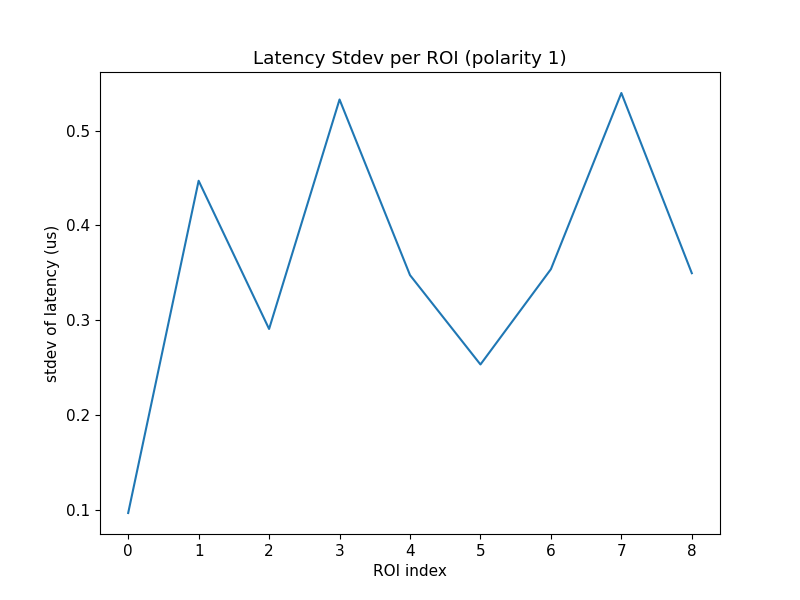 Latency Stdev per ROI (polarity 1)
stdev of latency (us)
0.5
0.4
0.3
0.2
0.1
0 1 2 3 4 5 6 7 8
ROI index